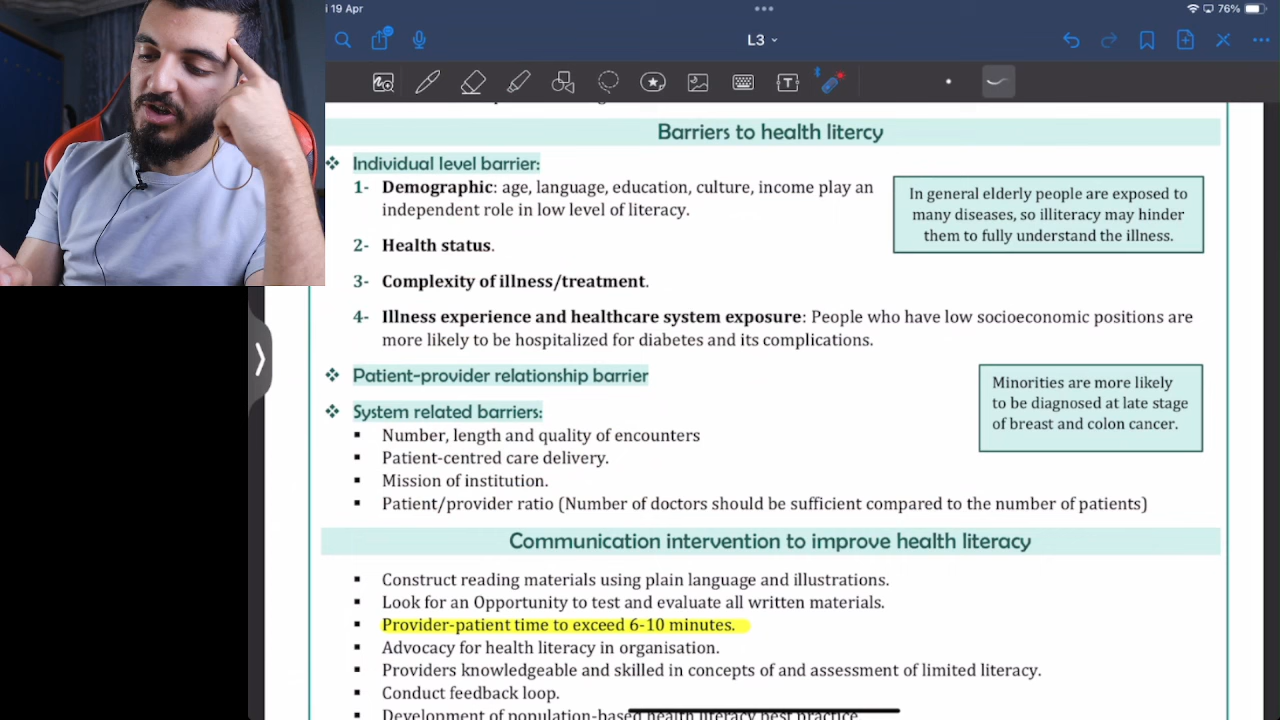 i 19 Apr
76%
L3
Barriers to health litercy
Individual level barrier:
1- Demographic: age, language, education, culture, income play an
independent role in low level of literacy.
In general elderly people are exposed to
many diseases, so illiteracy may hinder
them to fully understand the illness.
2- Health status.
3- Complexity of illness/treatment.
4- Illness experience and healthcare system exposure: People who have low socioeconomic positions are
more likely to be hospitalized for diabetes and its complications.
Patient-provider relationship barrier
Minorities are more likely
to be diagnosed at late stage
of breast and colon cancer.
System related barriers:
Number, length and quality of encounters
Patient-centred care delivery.
Mission of institution.
Patient/provider ratio (Number of doctors should be sufficient compared to the number of patients)
Communication intervention to improve health literacy
Construct reading materials using plain language and illustrations.
Look for an Opportunity to test and evaluate all written materials.
Provider-patient time to exceed 6-10 minutes.
Advocacy for health literacy in organisation.
Providers knowledgeable and skilled in concepts of and assessment of limited literacy.
Conduct feedback loop.
Development of population-based health literacy best practice